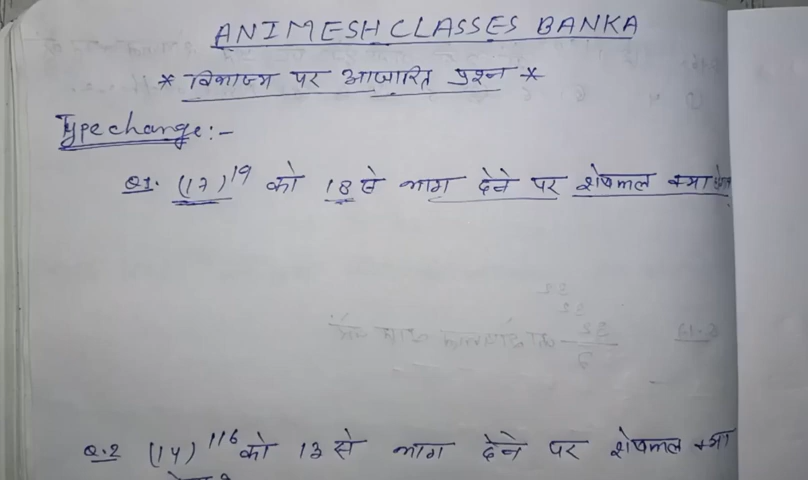 ANIMESH CLASSES BANKA
* विभाज्य पर आधारित प्रश्न *
Type change:-
Q1. (17)^19 को 18 से भाग देने पर शेषफल क्या
Q.2 (14)^116 को 13 से भाग देने पर शेषफल क्या